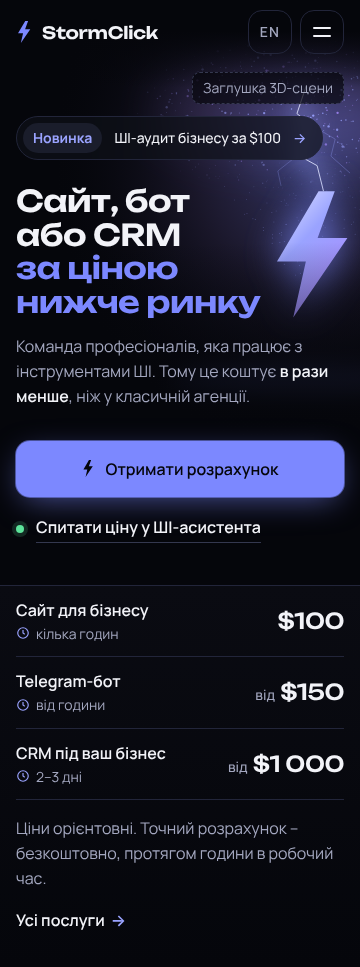 StormClick
EN
Заглушка 3D-сцени
Новинка ШІ-аудит бізнесу за $100 →
Сайт, бот
або CRM
за ціною
нижче ринку
Команда професіоналів, яка працює з
інструментами ШІ. Тому це коштує в рази
менше, ніж у класичній агенції.
Отримати розрахунок
Спитати ціну у ШІ-асистента
Сайт для бізнесу
$100
кілька годин
Telegram-бот
від $150
від години
CRM під ваш бізнес
від $1 000
2–3 дні
Ціни орієнтовні. Точний розрахунок –
безкоштовно, протягом години в робочий
час.
Усі послуги →